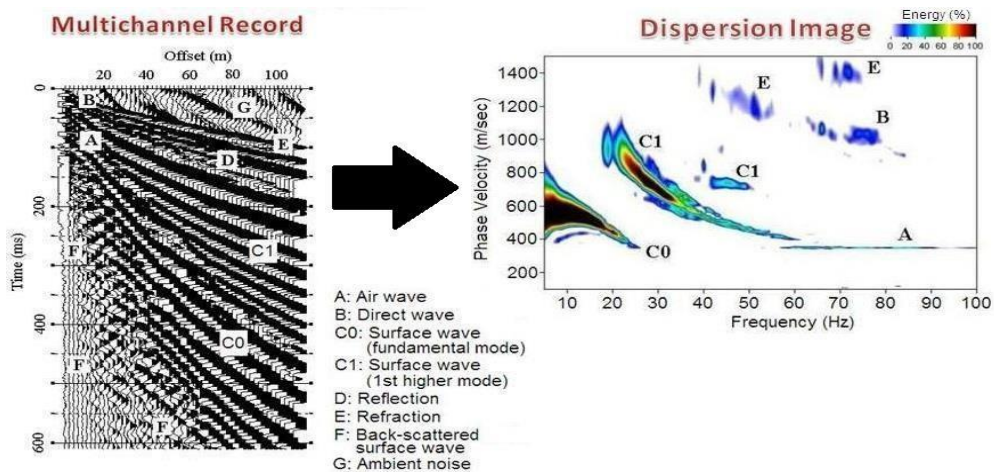 Multichannel Record
Offset (m)
20 40 60 80 100
0
200
400
600
Time (ms)
B
A
G
E
D
C1
F
C0
F
F
A: Air wave
B: Direct wave
C0: Surface wave
(fundamental mode)
C1: Surface wave
(1st higher mode)
D: Reflection
E: Refraction
F: Back-scattered
surface wave
G: Ambient noise
Dispersion Image
Energy (%)
0 20 40 60 80 100
1400
1200
1000
800
600
400
200
Phase Velocity (m/sec)
E
E
B
C1
C1
A
C0
10 20 30 40 50 60 70 80 90 100
Frequency (Hz)